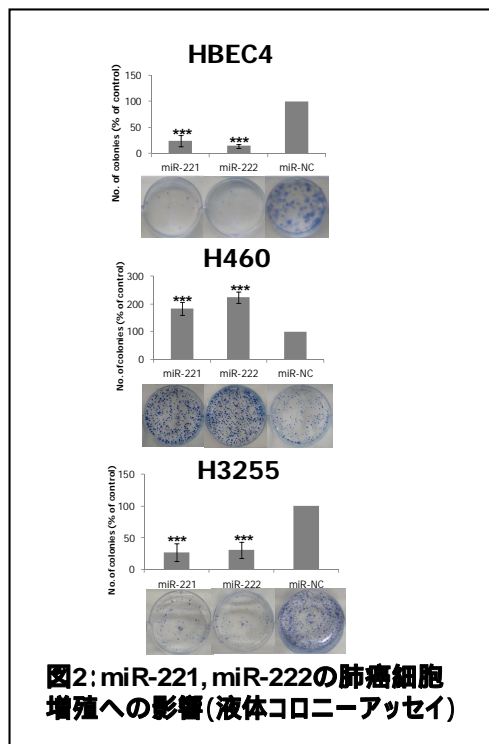 HBEC4
No. of colonies (% of control)
150
100
50
0
***
***
miR-221 miR-222 miR-NC
H460
No. of colonies (% of control)
300
200
100
0
***
***
miR-221 miR-222 miR-NC
H3255
No. of colonies (% of control)
150
100
50
0
***
***
miR-221 miR-222 miR-NC
図2:miR-221, miR-222の肺癌細胞
増殖への影響(液体コロニーアッセイ)